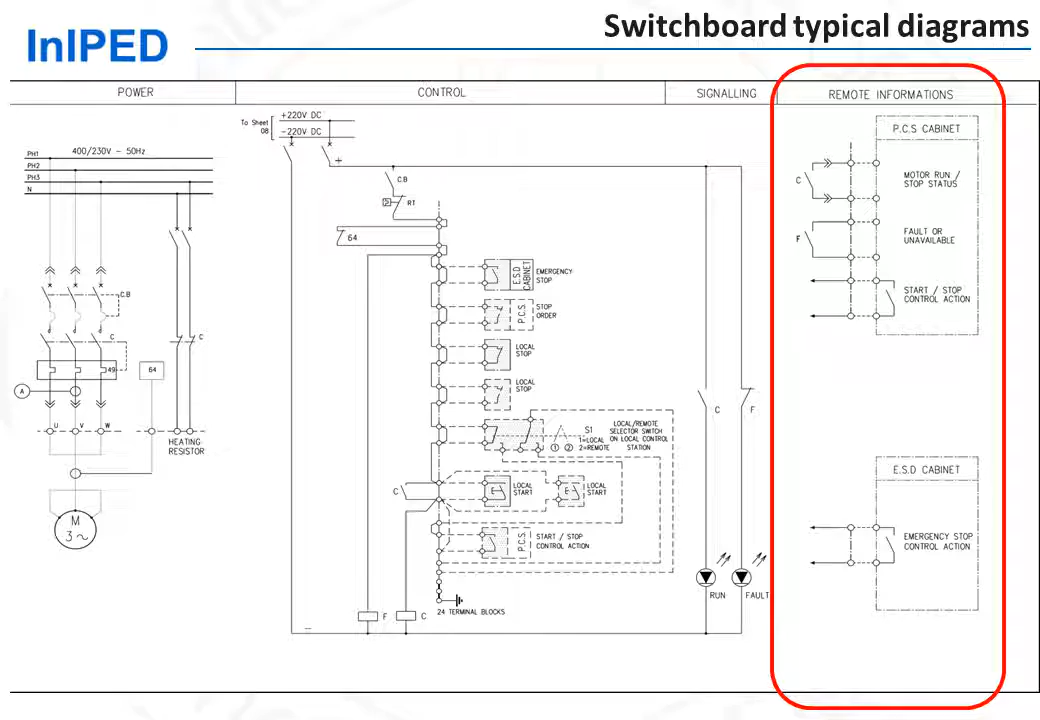 Switchboard typical diagrams
InIPED
POWER
CONTROL
SIGNALLING
REMOTE INFORMATIONS
To Sheet
08
+220V DC
-220V DC
+
400/230V - 50Hz
PH1
PH2
PH3
N
C.B
C
49
64
A
C
U
V
W
HEATING
RESISTOR
M
3 ~
C.B
RT
64
E.S.D
CABINET
EMERGENCY
STOP
P.C.S.
STOP
ORDER
LOCAL
STOP
LOCAL
STOP
S1
1=LOCAL
2=REMOTE
1
2
LOCAL/REMOTE
SELECTOR SWITCH
ON LOCAL CONTROL
STATION
C
E
LOCAL
START
E
LOCAL
START
P.C.S.
START / STOP
CONTROL ACTION
24 TERMINAL BLOCKS
F
C
-
C
F
RUN
FAULT
P.C.S CABINET
C
MOTOR RUN /
STOP STATUS
F
FAULT OR
UNAVAILABLE
START / STOP
CONTROL ACTION
E.S.D CABINET
EMERGENCY STOP
CONTROL ACTION